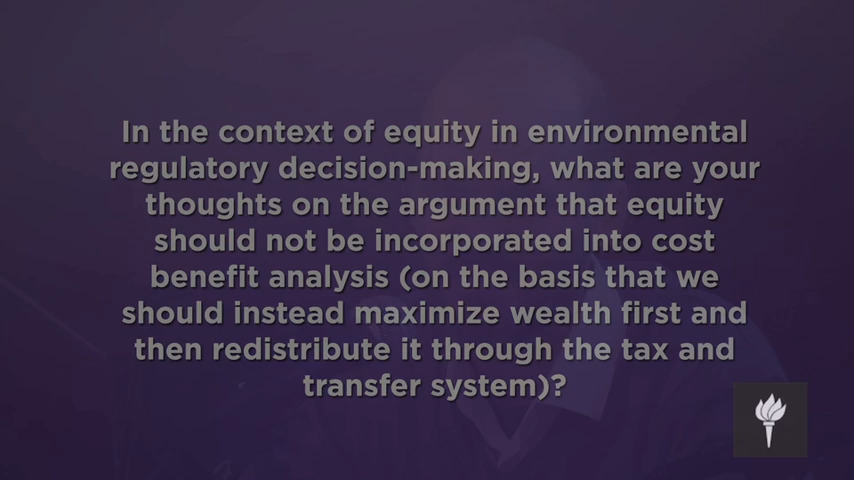 In the context of equity in environmental
regulatory decision-making, what are your
thoughts on the argument that equity
should not be incorporated into cost
benefit analysis (on the basis that we
should instead maximize wealth first and
then redistribute it through the tax and
transfer system)?